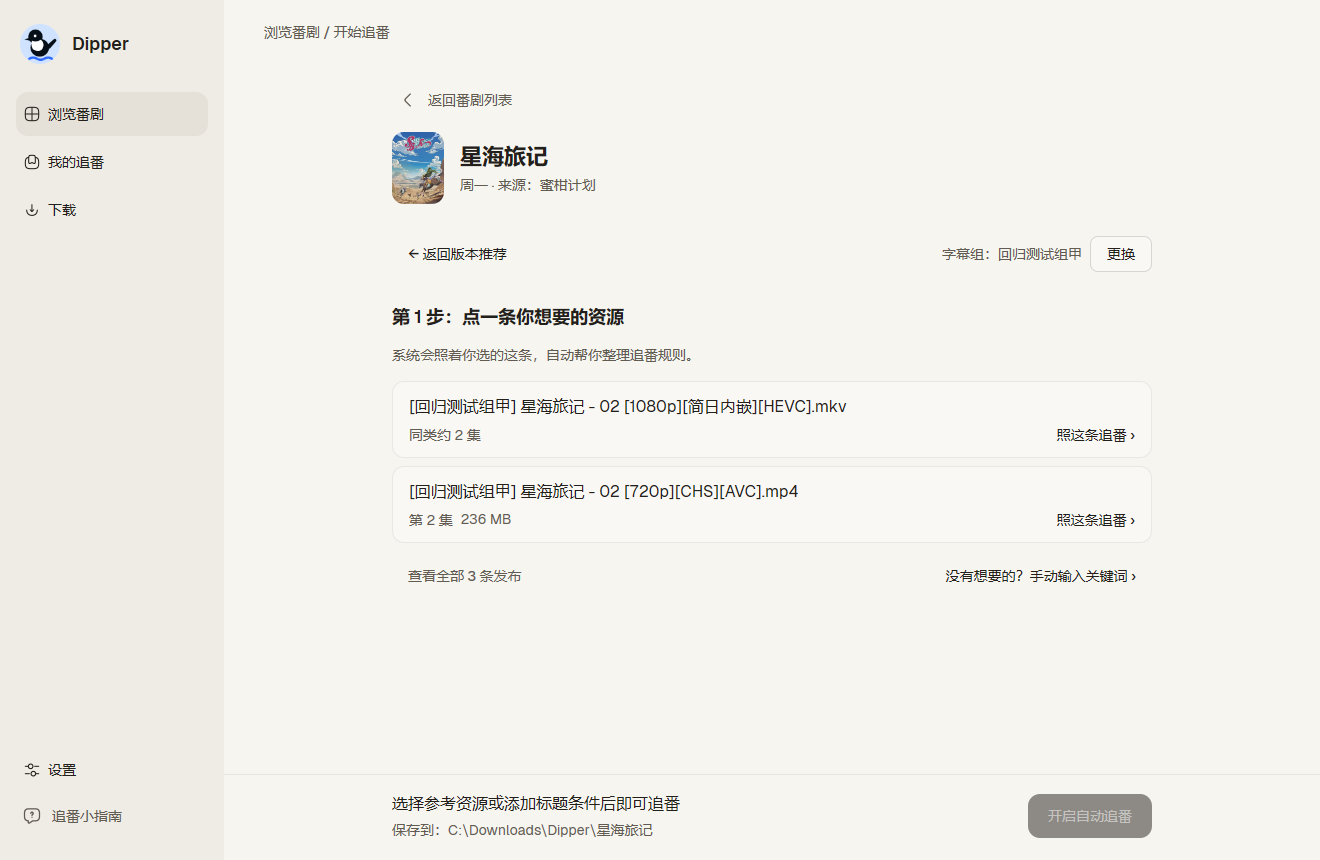 Dipper
浏览番剧
我的追番
下载
设置
追番小指南
浏览番剧 / 开始追番
返回番剧列表
星海旅记
周一 · 来源：蜜柑计划
← 返回版本推荐
字幕组：回归测试组甲
更换
第 1 步：点一条你想要的资源
系统会照着你选的这条，自动帮你整理追番规则。
[回归测试组甲] 星海旅记 - 02 [1080p][简日内嵌][HEVC].mkv
同类约 2 集
照这条追番 ›
[回归测试组甲] 星海旅记 - 02 [720p][CHS][AVC].mp4
第 2 集 236 MB
照这条追番 ›
查看全部 3 条发布
没有想要的？手动输入关键词 ›
选择参考资源或添加标题条件后即可追番
保存到：C:\Downloads\Dipper\星海旅记
开启自动追番